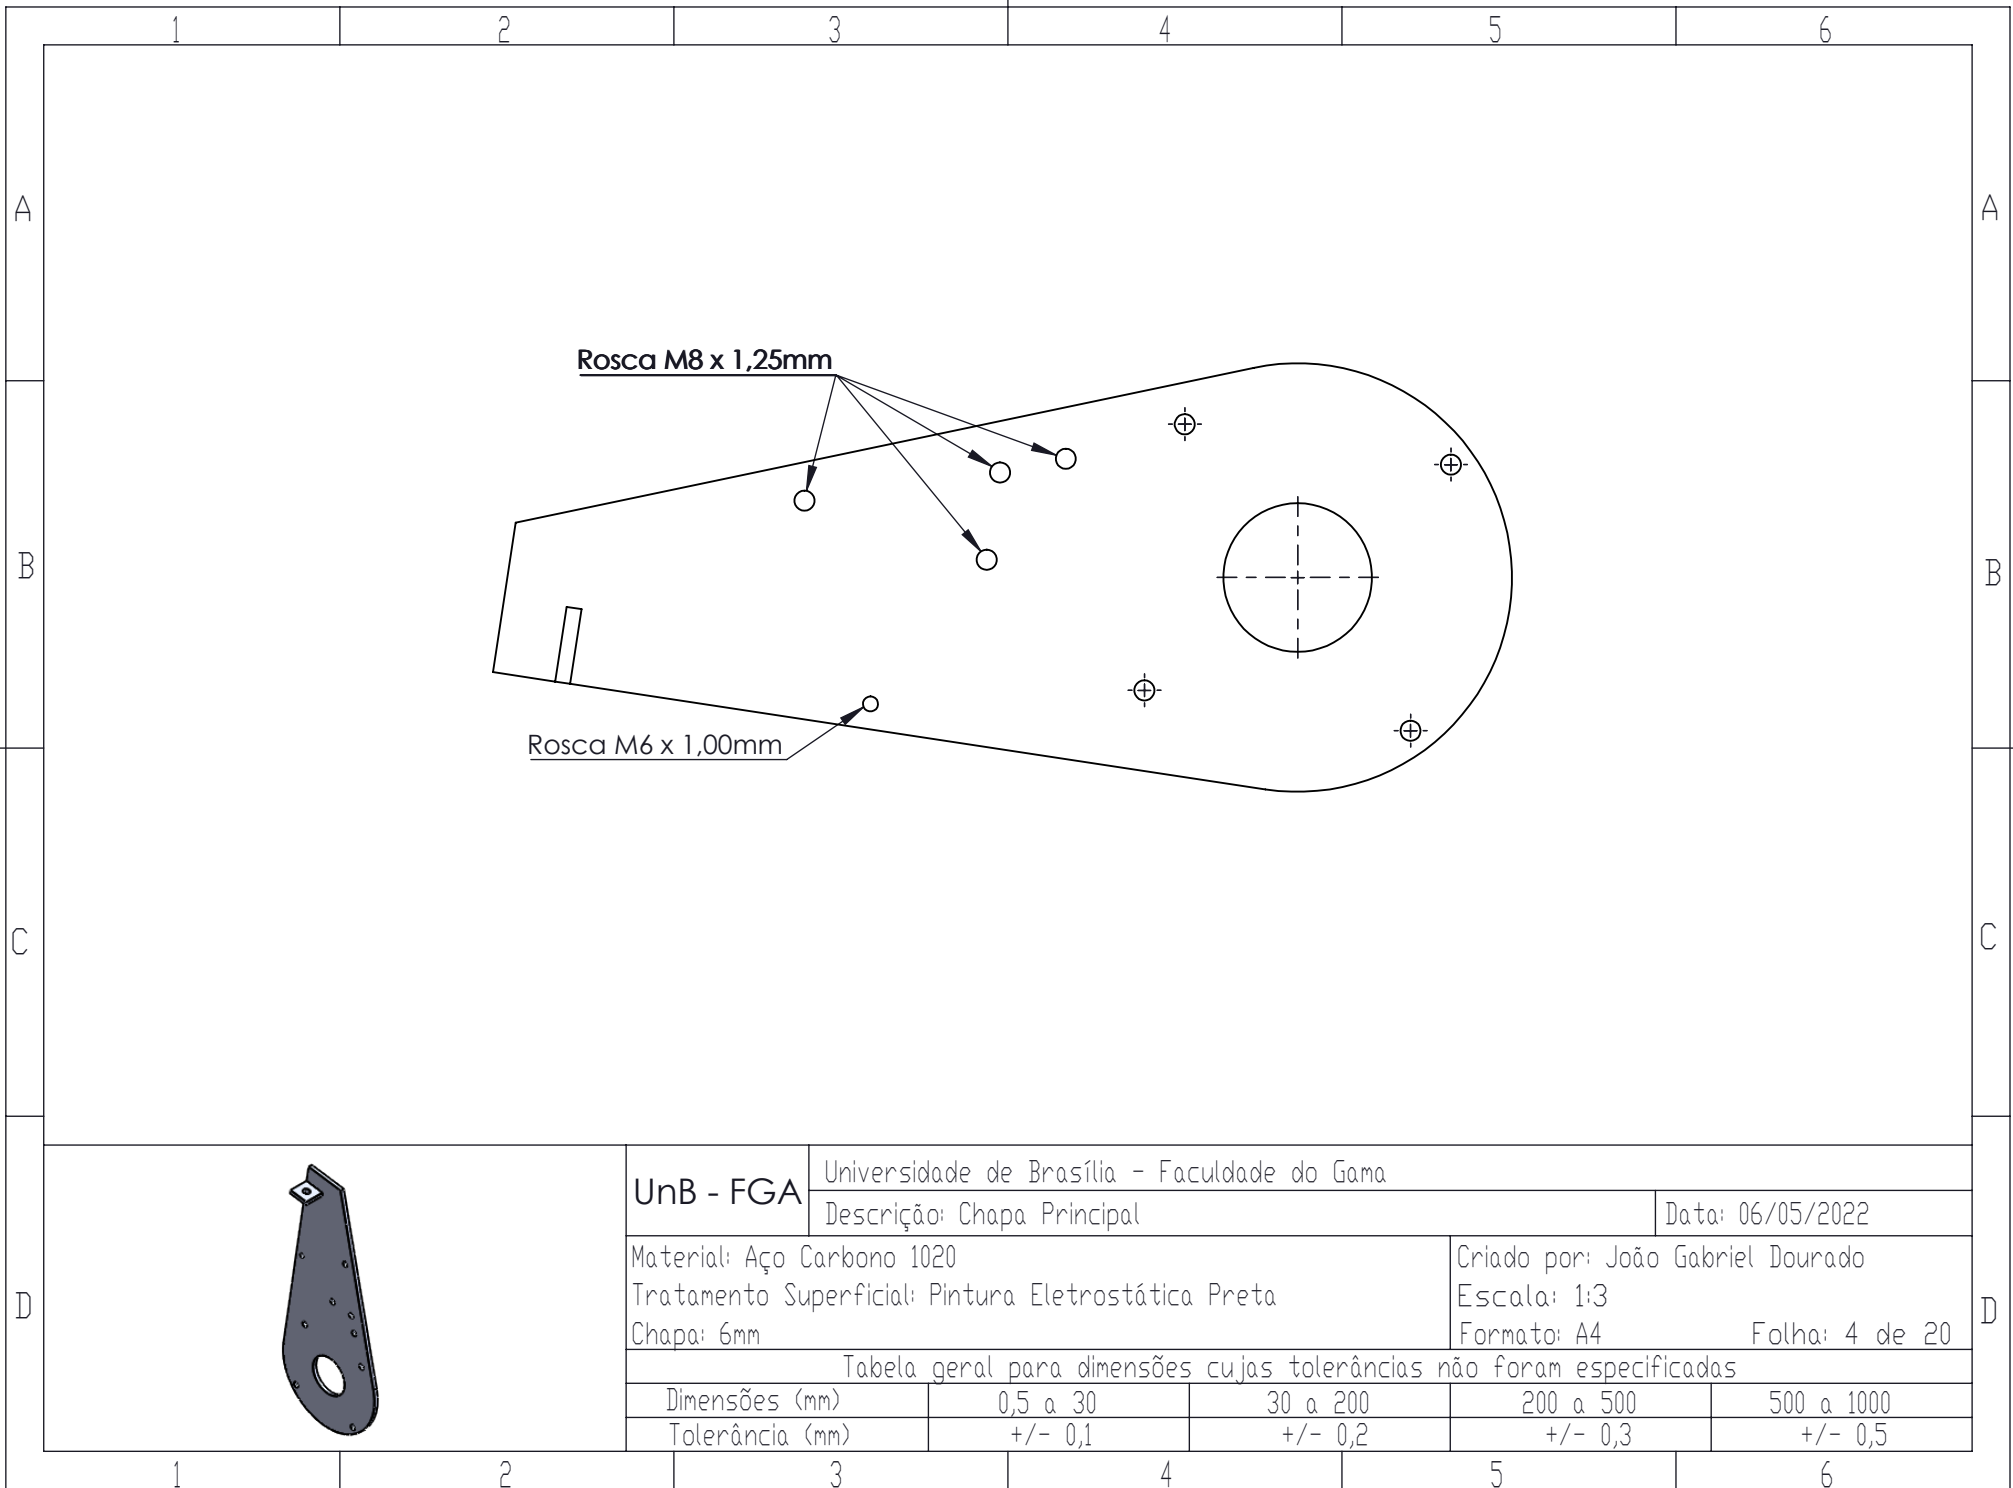 1 2 3 4 5 6
A A
Rosca M8 x 1,25mm
B B
Rosca M6 x 1,00mm
C C
UnB - FGA
Universidade de Brasília - Faculdade do Gama
Descrição: Chapa Principal
Data: 06/05/2022
Material: Aço Carbono 1020
Tratamento Superficial: Pintura Eletrostática Preta
Chapa: 6mm
Criado por: João Gabriel Dourado
Escala: 1:3
Formato: A4 Folha: 4 de 20
D D
Tabela geral para dimensões cujas tolerâncias não foram especificadas
Dimensões (mm) 0,5 a 30 30 a 200 200 a 500 500 a 1000
Tolerância (mm) +/- 0,1 +/- 0,2 +/- 0,3 +/- 0,5
1 2 3 4 5 6